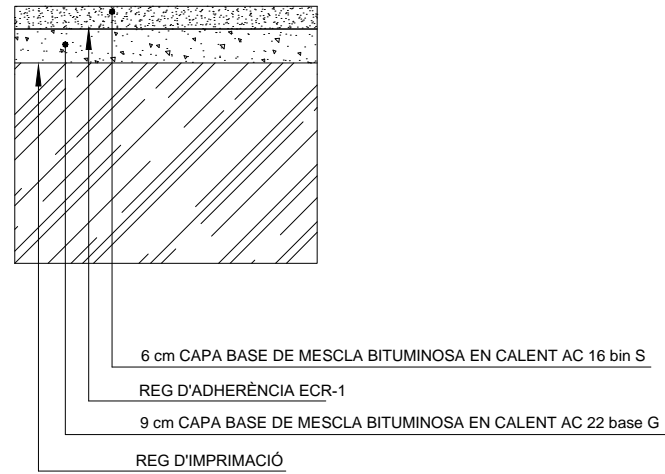 6 cm CAPA BASE DE MESCLA BITUMINOSA EN CALENT AC 16 bin S
REG D'ADHERÈNCIA ECR-1
9 cm CAPA BASE DE MESCLA BITUMINOSA EN CALENT AC 22 base G
REG D'IMPRIMACIÓ